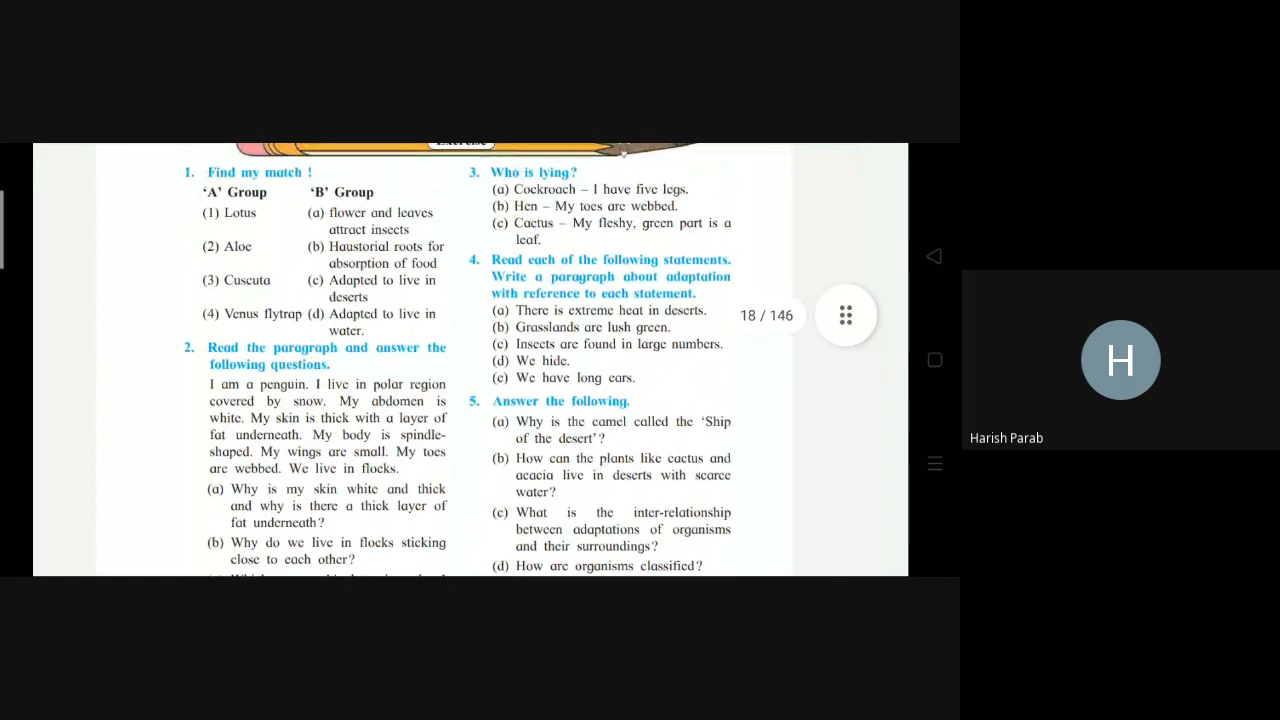 Exercise
1. Find my match !
‘A’ Group ‘B’ Group
(1) Lotus (a) flower and leaves
attract insects
(2) Aloe (b) Haustorial roots for
absorption of food
(3) Cuscuta (c) Adapted to live in
deserts
(4) Venus flytrap (d) Adapted to live in
water.
2. Read the paragraph and answer the
following questions.
I am a penguin. I live in polar region
covered by snow. My abdomen is
white. My skin is thick with a layer of
fat underneath. My body is spindle-
shaped. My wings are small. My toes
are webbed. We live in flocks.
(a) Why is my skin white and thick
and why is there a thick layer of
fat underneath?
(b) Why do we live in flocks sticking
close to each other?
3. Who is lying?
(a) Cockroach – I have five legs.
(b) Hen – My toes are webbed.
(c) Cactus – My fleshy, green part is a
leaf.
4. Read each of the following statements.
Write a paragraph about adaptation
with reference to each statement.
(a) There is extreme heat in deserts.
(b) Grasslands are lush green.
(c) Insects are found in large numbers.
(d) We hide.
(e) We have long ears.
5. Answer the following.
(a) Why is the camel called the ‘Ship
of the desert’?
(b) How can the plants like cactus and
acacia live in deserts with scarce
water?
(c) What is the inter-relationship
between adaptations of organisms
and their surroundings?
(d) How are organisms classified?
18 / 146
H
Harish Parab